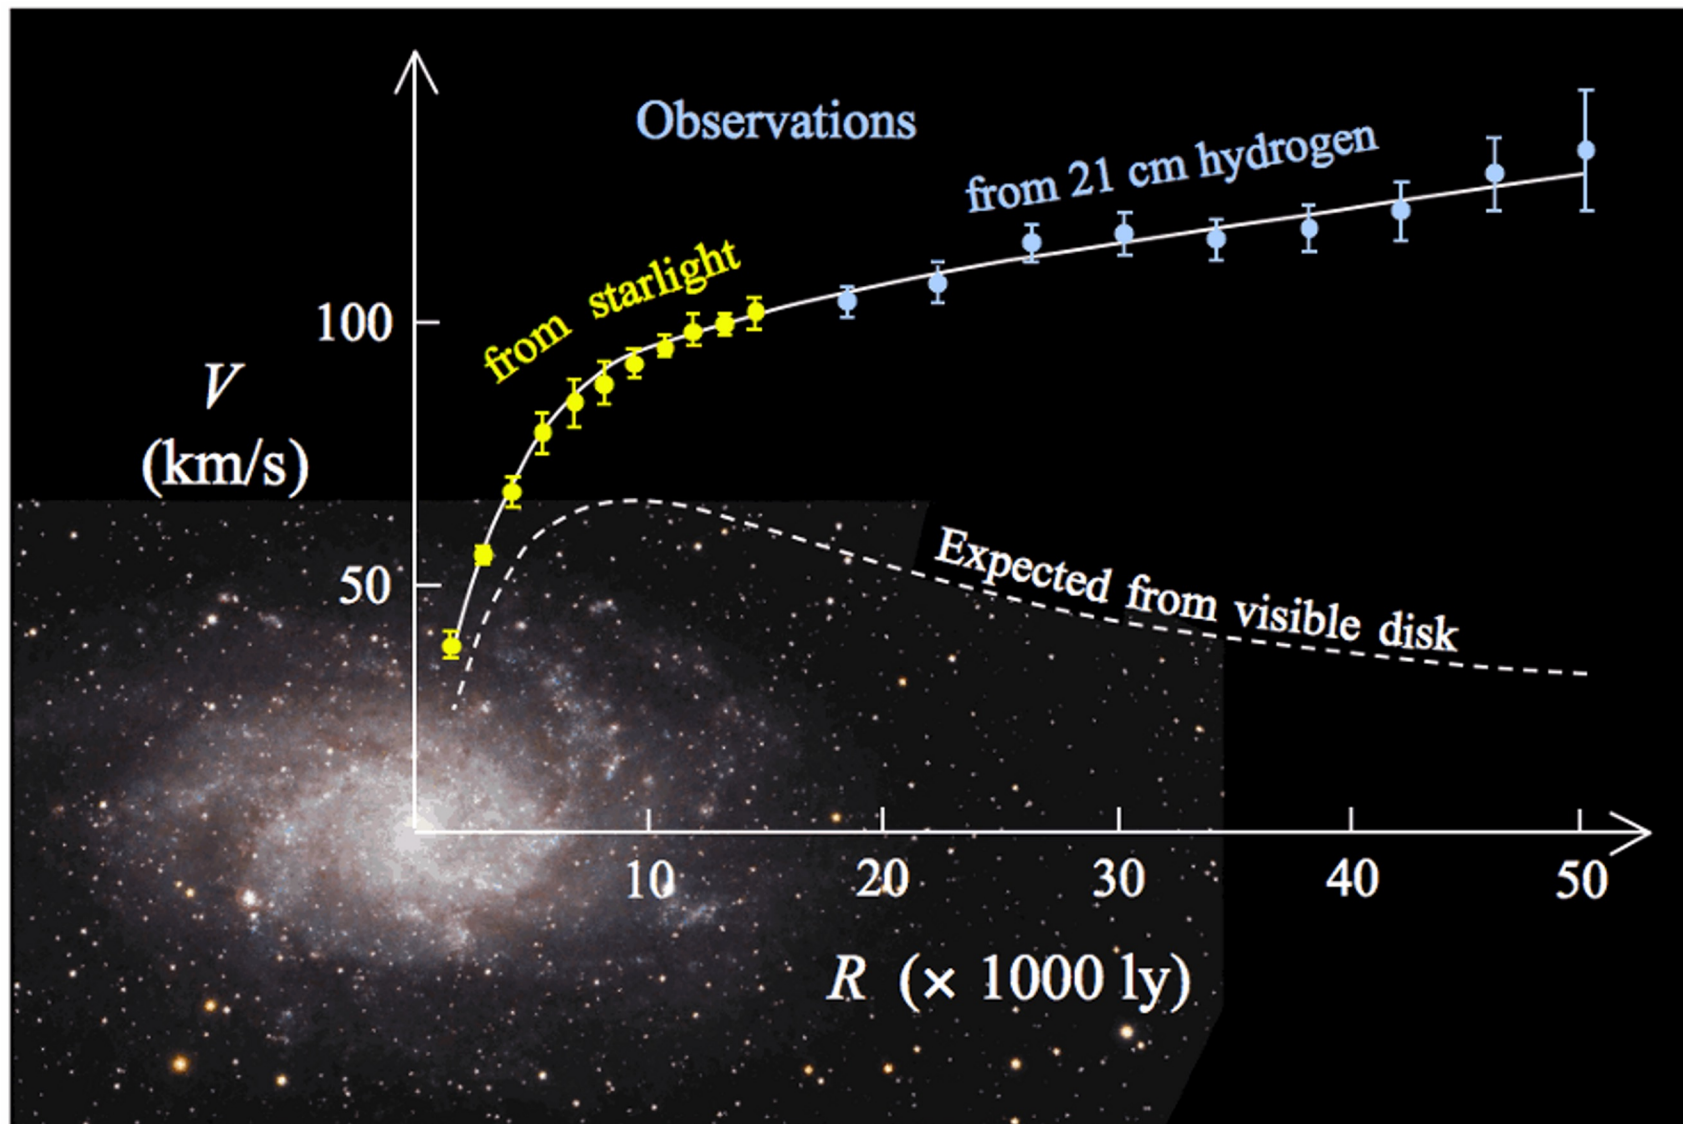 Observations
from 21 cm hydrogen
from starlight
100
V
(km/s)
50
Expected from visible disk
10 20 30 40 50
R (× 1000 ly)